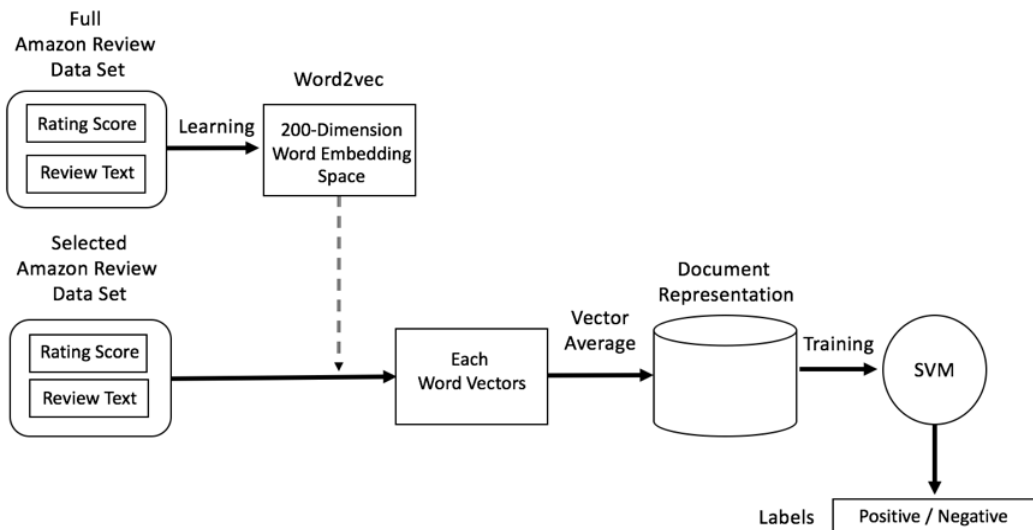 Full
Amazon Review
Data Set
Rating Score
Review Text
Learning
Word2vec
200-Dimension
Word Embedding
Space
Selected
Amazon Review
Data Set
Rating Score
Review Text
Each
Word Vectors
Vector
Average
Document
Representation
Training
SVM
Labels
Positive / Negative